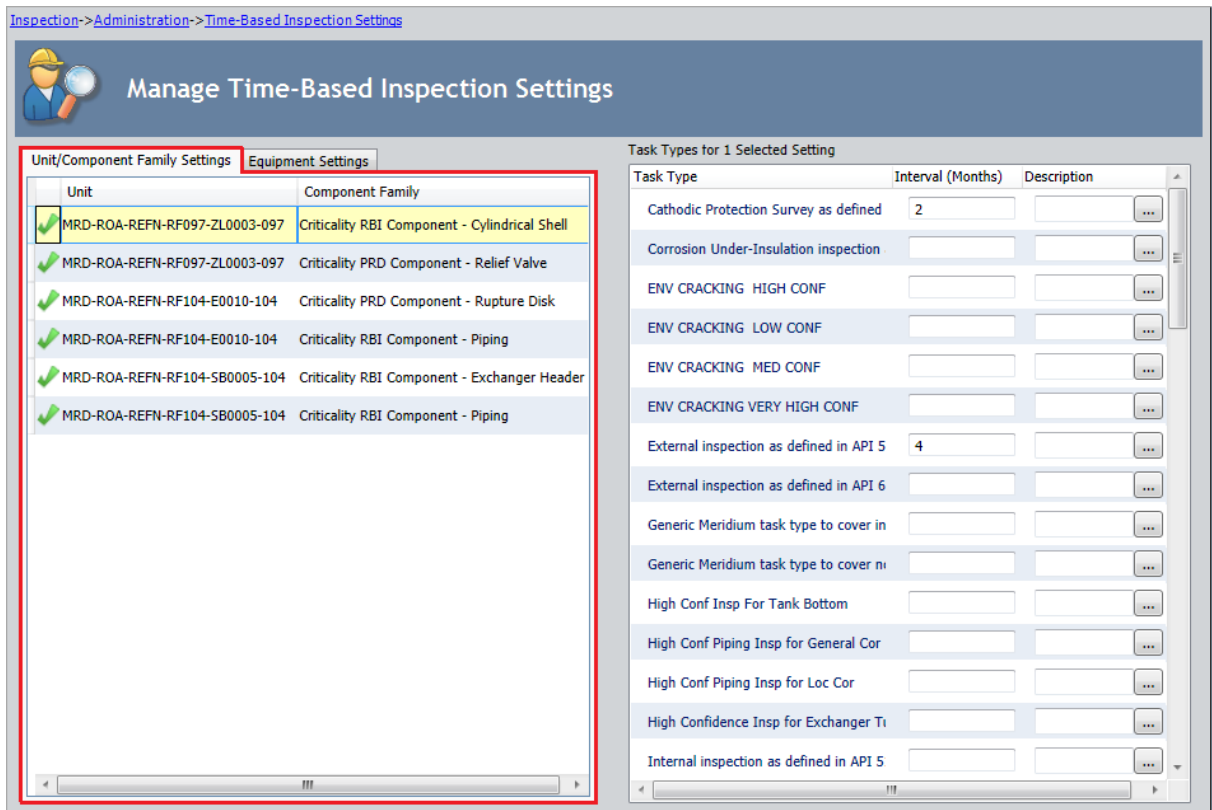 Inspection->Administration->Time-Based Inspection Settings
Manage Time-Based Inspection Settings
Unit/Component Family Settings Equipment Settings
Unit Component Family
MRD-ROA-REFN-RF097-ZL0003-097 Criticality RBI Component - Cylindrical Shell
MRD-ROA-REFN-RF097-ZL0003-097 Criticality PRD Component - Relief Valve
MRD-ROA-REFN-RF104-E0010-104 Criticality PRD Component - Rupture Disk
MRD-ROA-REFN-RF104-E0010-104 Criticality RBI Component - Piping
MRD-ROA-REFN-RF104-SB0005-104 Criticality RBI Component - Exchanger Header
MRD-ROA-REFN-RF104-SB0005-104 Criticality RBI Component - Piping
Task Types for 1 Selected Setting
Task Type Interval (Months) Description
Cathodic Protection Survey as defined 2 ...
Corrosion Under-Insulation inspection ...
ENV CRACKING HIGH CONF ...
ENV CRACKING LOW CONF ...
ENV CRACKING MED CONF ...
ENV CRACKING VERY HIGH CONF ...
External inspection as defined in API 5 4 ...
External inspection as defined in API 6 ...
Generic Meridium task type to cover in ...
Generic Meridium task type to cover ...
High Conf Insp For Tank Bottom ...
High Conf Piping Insp for General Cor ...
High Conf Piping Insp for Loc Cor ...
High Confidence Insp for Exchanger ...
Internal inspection as defined in API 5 ...